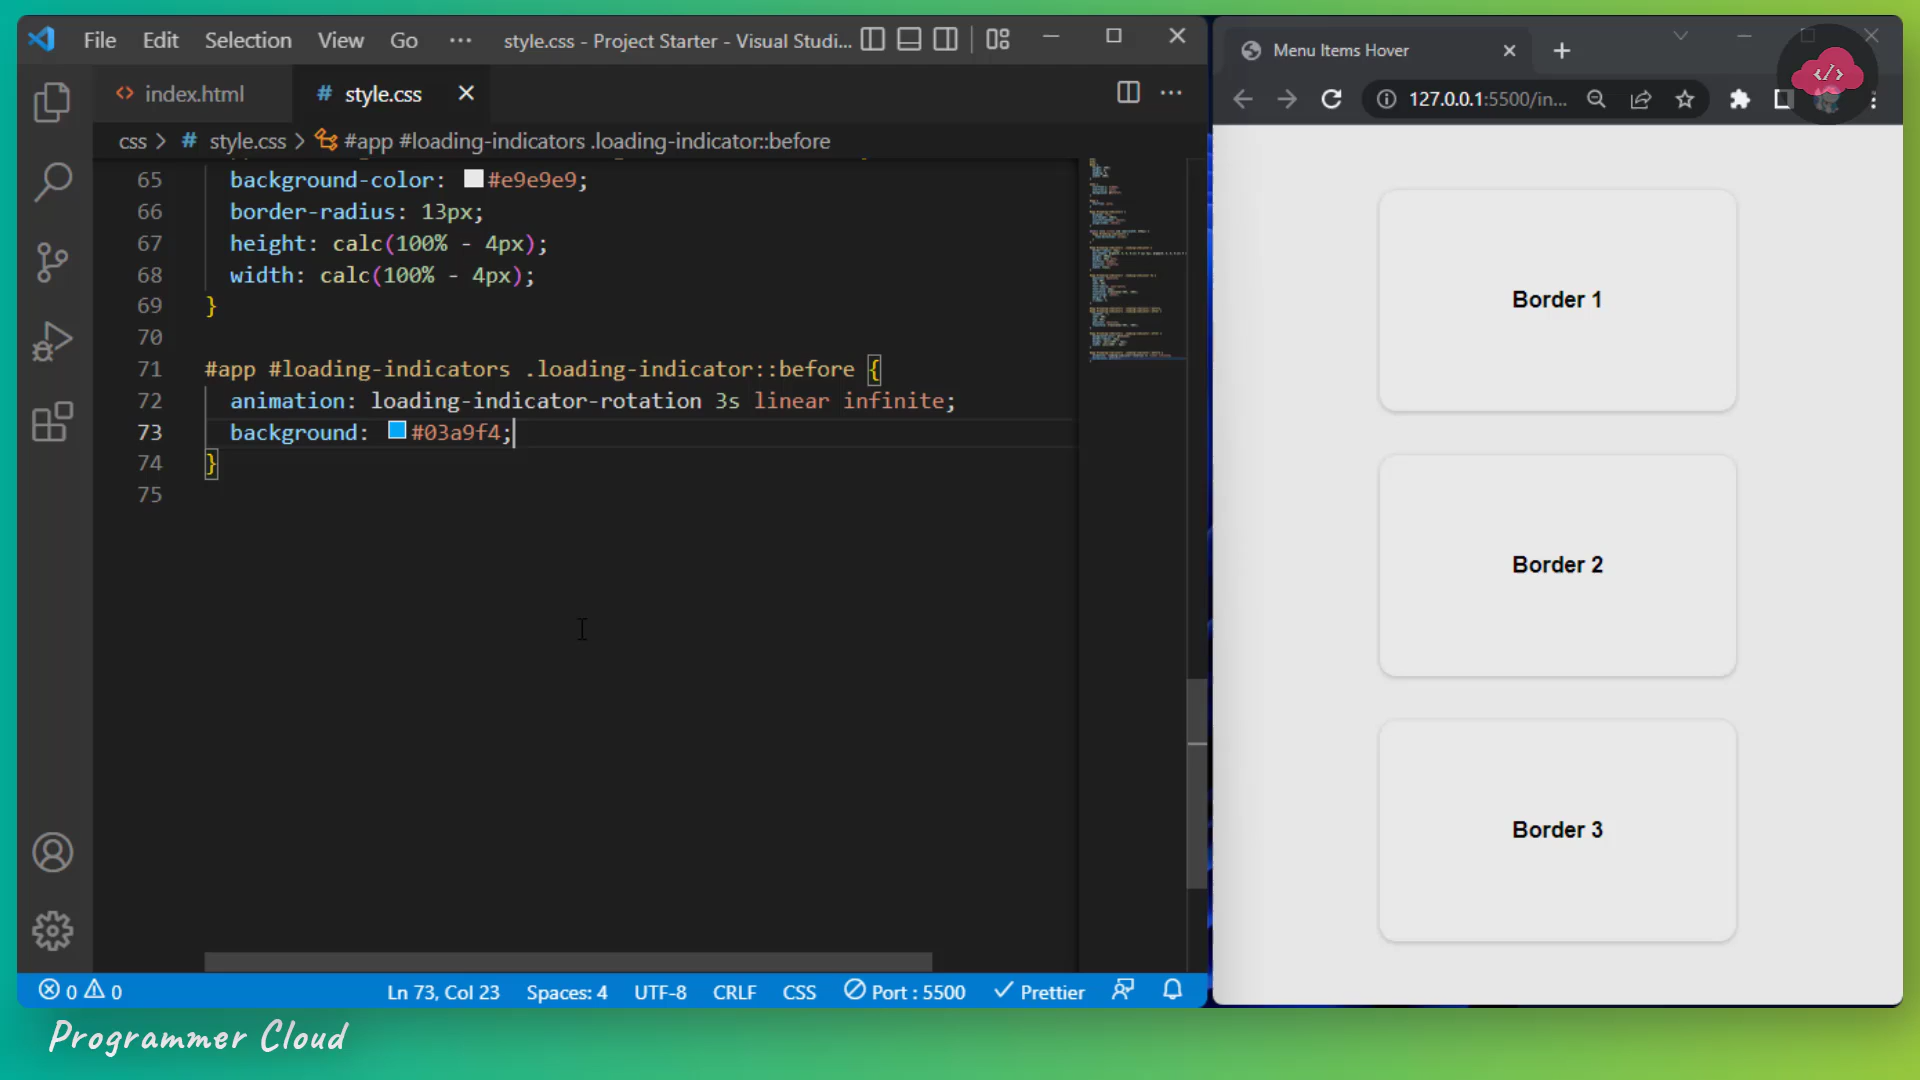 File Edit Selection View Go ··· style.css - Project Starter - Visual Studi...
index.html # style.css
css > # style.css > #app #loading-indicators .loading-indicator::before
65 background-color: #e9e9e9;
66 border-radius: 13px;
67 height: calc(100% - 4px);
68 width: calc(100% - 4px);
69 }
70
71 #app #loading-indicators .loading-indicator::before {
72 animation: loading-indicator-rotation 3s linear infinite;
73 background: #03a9f4;
74 }
75
0 0 Ln 73, Col 23 Spaces: 4 UTF-8 CRLF CSS Port : 5500 Prettier
Menu Items Hover
127.0.0.1:5500/in...
</>
Border 1
Border 2
Border 3
Programmer Cloud